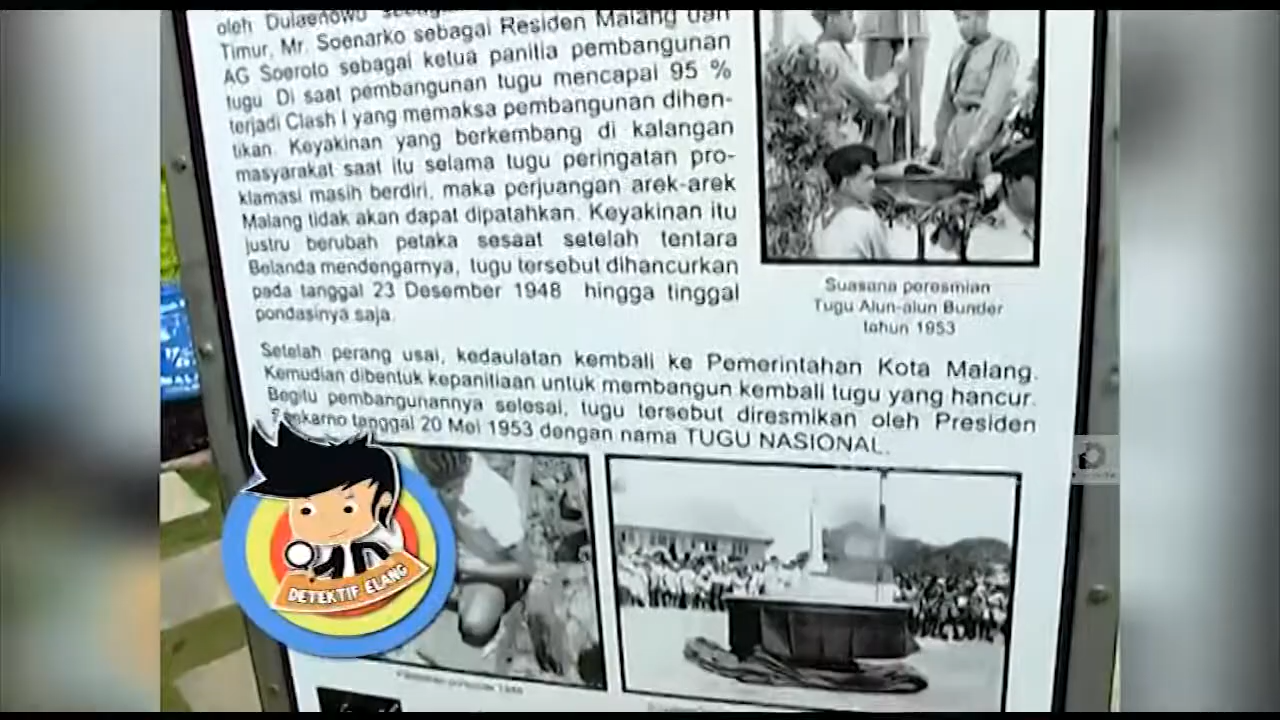 oleh Dulaenowo
Timur, Mr. Soenarko sebagai Residen Malang dan
AG Soeroto sebagai ketua panitia pembangunan
tugu. Di saat pembangunan tugu mencapai 95 %
terjadi Clash I yang memaksa pembangunan dihen-
tikan. Keyakinan yang berkembang di kalangan
masyarakat saat itu selama tugu peringatan pro-
klamasi masih berdiri, maka perjuangan arek-arek
Malang tidak akan dapat dipatahkan. Keyakinan itu
justru berubah petaka sesaat setelah tentara
Belanda mendengarnya, tugu tersebut dihancurkan
pada tanggal 23 Desember 1948 hingga tinggal
pondasinya saja.
Suasana peresmian
Tugu Alun-alun Bunder
tahun 1953
Setelah perang usai, kedaulatan kembali ke Pemerintahan Kota Malang.
Kemudian dibentuk kepanitiaan untuk membangun kembali tugu yang hancur.
Begitu pembangunannya selesai, tugu tersebut diresmikan oleh Presiden
Soekarno tanggal 20 Mei 1953 dengan nama TUGU NASIONAL.
DETEKTIF ELANG